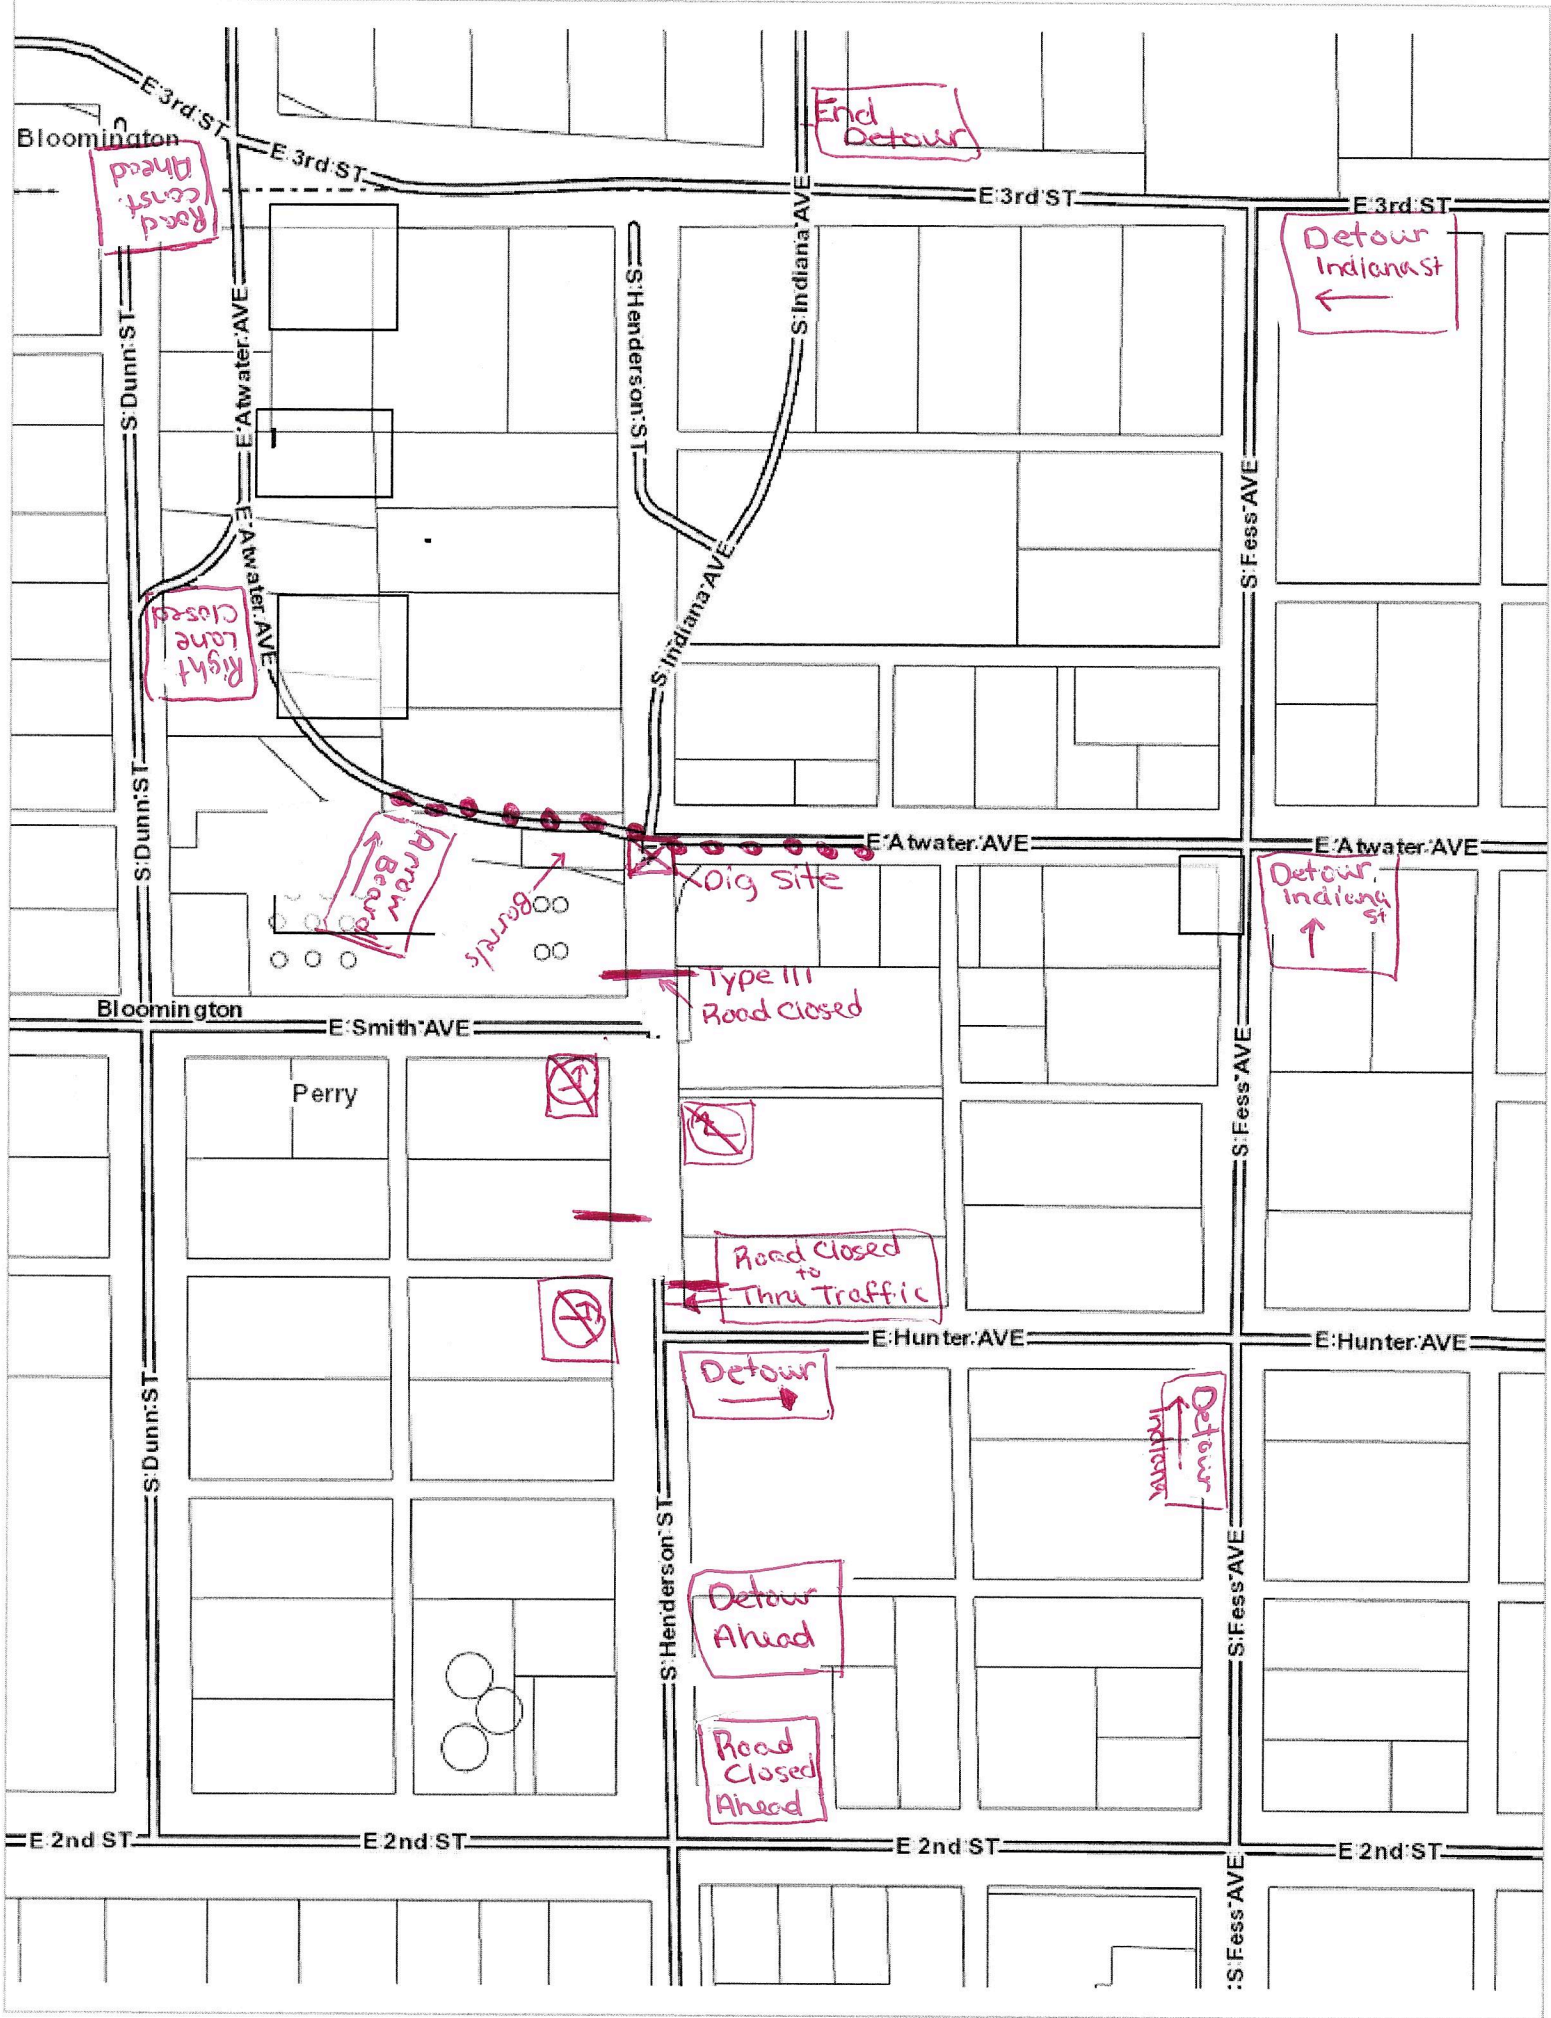 E 3rd ST
Bloomington
E 3rd ST
E 3rd ST
E 3rd ST
End
Detour
Road
const.
Ahead
Detour
Indiana St
S Dunn ST
E Atwater AVE
S Henderson ST
S Indiana AVE
S Fess AVE
E Atwater AVE
S Indiana AVE
Right
Lane
Closed
S Dunn ST
Arrow
Board
Barrels
Dig Site
E Atwater AVE
E Atwater AVE
Detour
Indiana
St
Type III
Road Closed
Bloomington
E Smith AVE
Perry
S Fess AVE
Road Closed
to
Thru Traffic
E Hunter AVE
E Hunter AVE
Detour
Detour
Indiana
S Dunn ST
S Henderson ST
S Fess AVE
Detour
Ahead
Road
Closed
Ahead
E 2nd ST
E 2nd ST
E 2nd ST
E 2nd ST
S Fess AVE